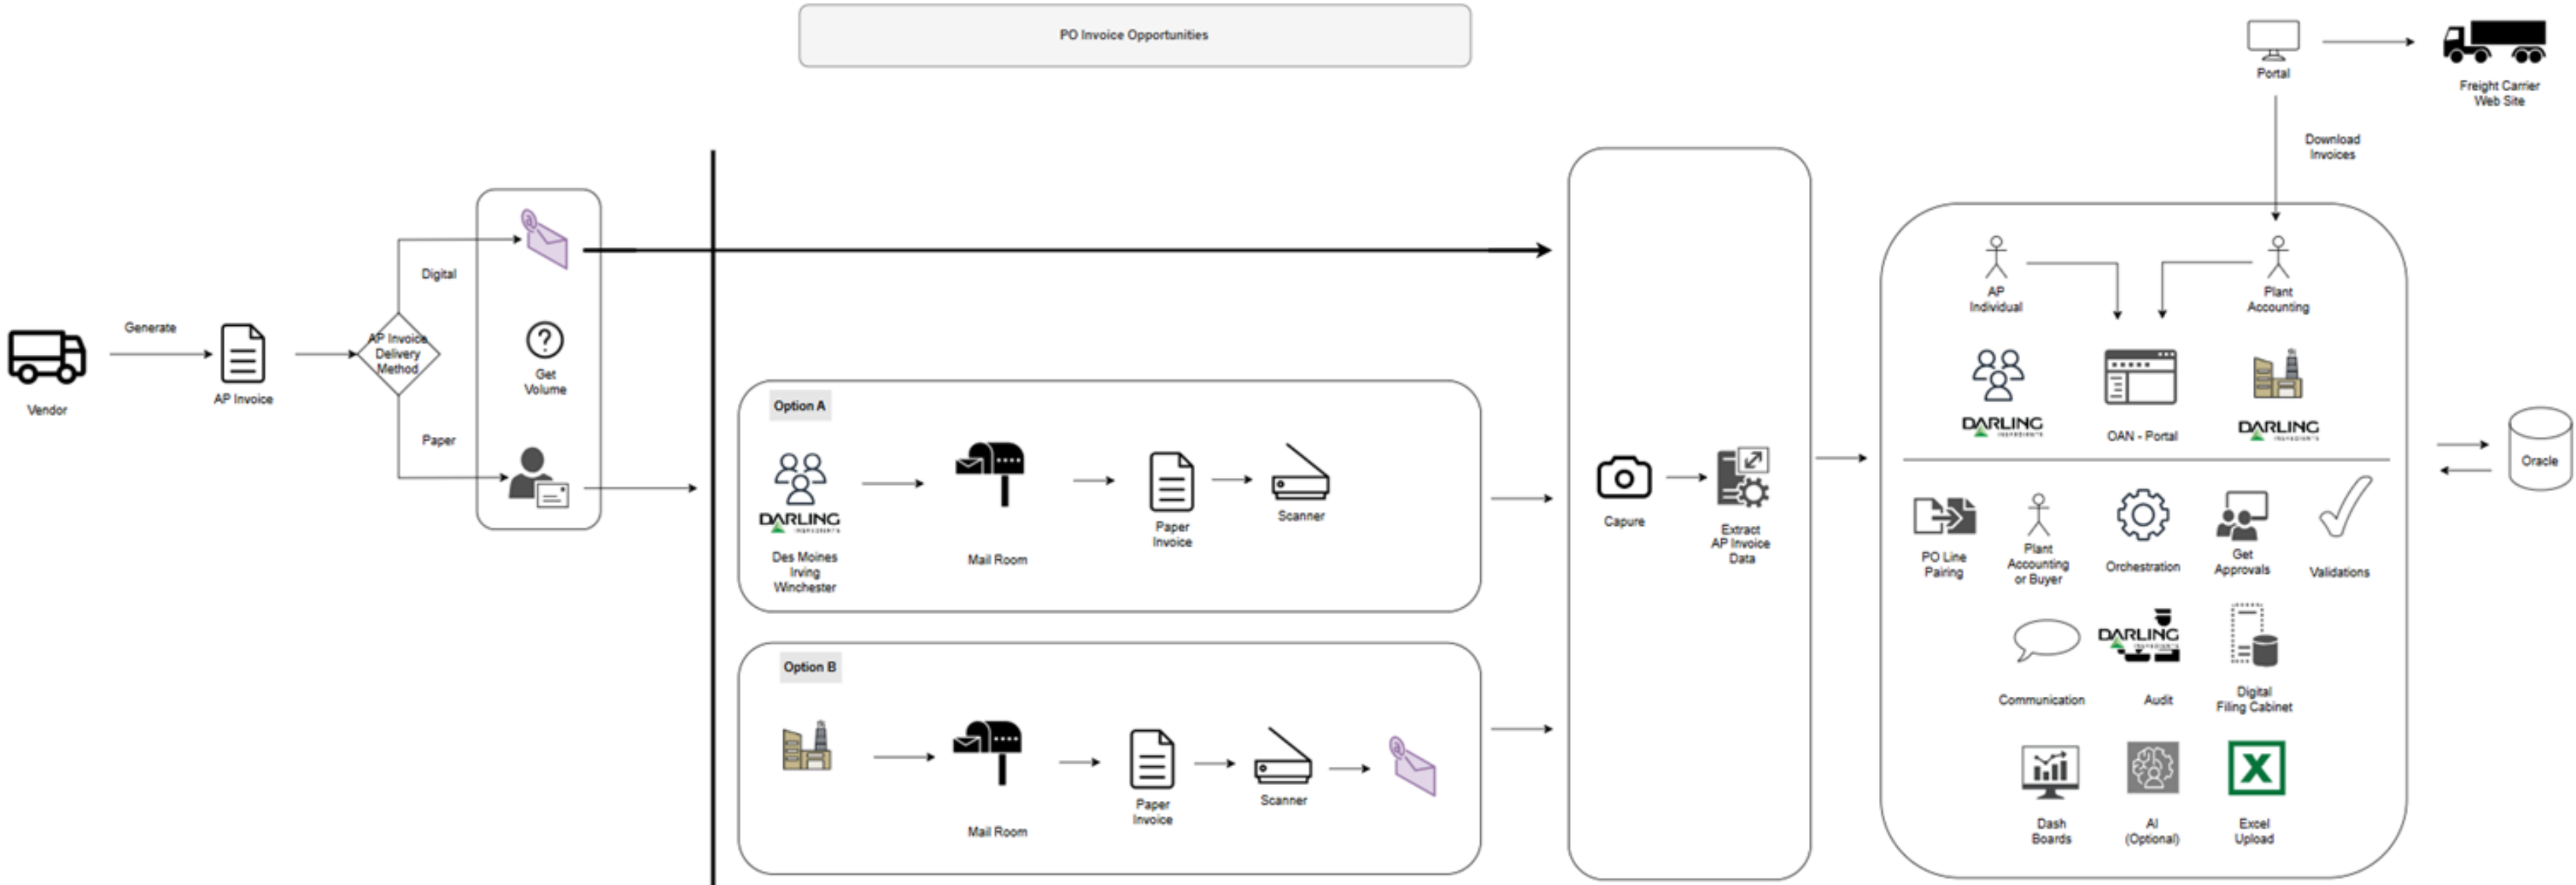 PO Invoice Opportunities
Portal
Freight Carrier
Web Site
Download
Invoices
Digital
Generate
AP Invoice
Delivery
Method
Get
Volume
Vendor
AP Invoice
Paper
Option A
DARLING
INGREDIENTS
Des Moines
Irving
Winchester
Mail Room
Paper
Invoice
Scanner
Option B
Mail Room
Paper
Invoice
Scanner
Capure
Extract
AP Invoice
Data
AP
Individual
Plant
Accounting
DARLING
INGREDIENTS
OAN - Portal
DARLING
INGREDIENTS
Oracle
PO Line
Pairing
Plant
Accounting
or Buyer
Orchestration
Get
Approvals
Validations
Communication
DARLING
INGREDIENTS
Audit
Digital
Filing Cabinet
Dash
Boards
AI
(Optional)
X
Excel
Upload